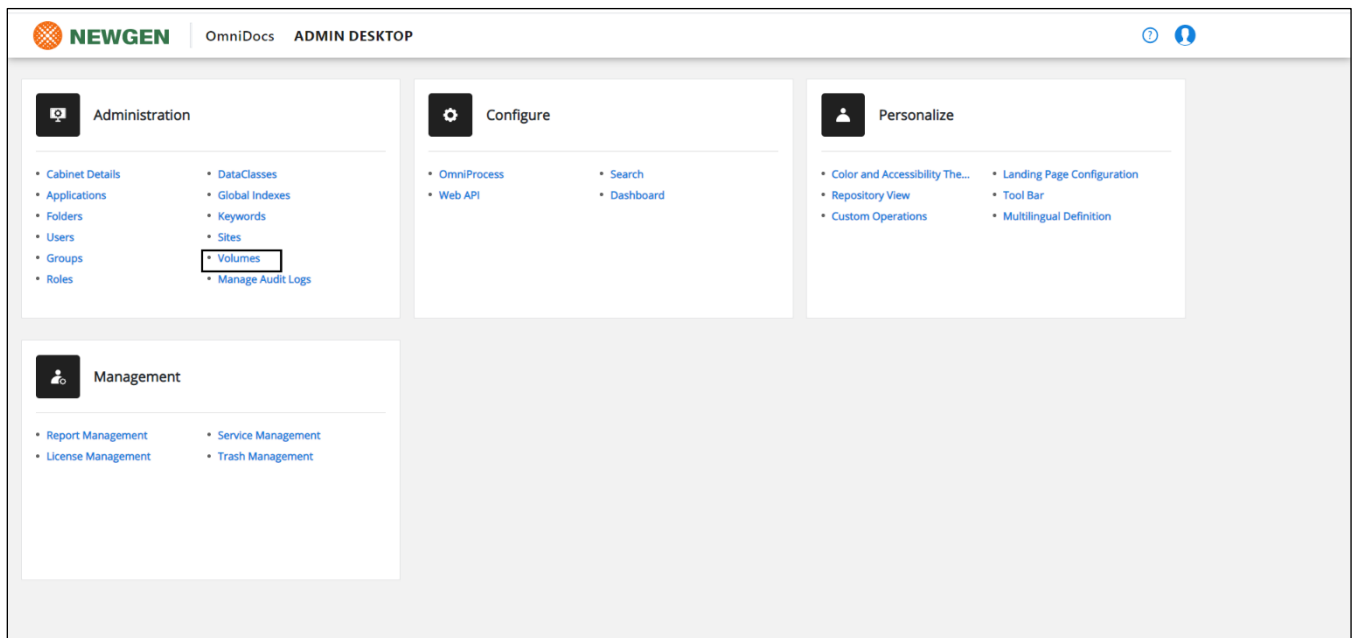 NEWGEN OmniDocs ADMIN DESKTOP ?
Administration
Cabinet Details
Applications
Folders
Users
Groups
Roles
DataClasses
Global Indexes
Keywords
Sites
Volumes
Manage Audit Logs
Configure
OmniProcess
Web API
Search
Dashboard
Personalize
Color and Accessibility The...
Repository View
Custom Operations
Landing Page Configuration
Tool Bar
Multilingual Definition
Management
Report Management
License Management
Service Management
Trash Management